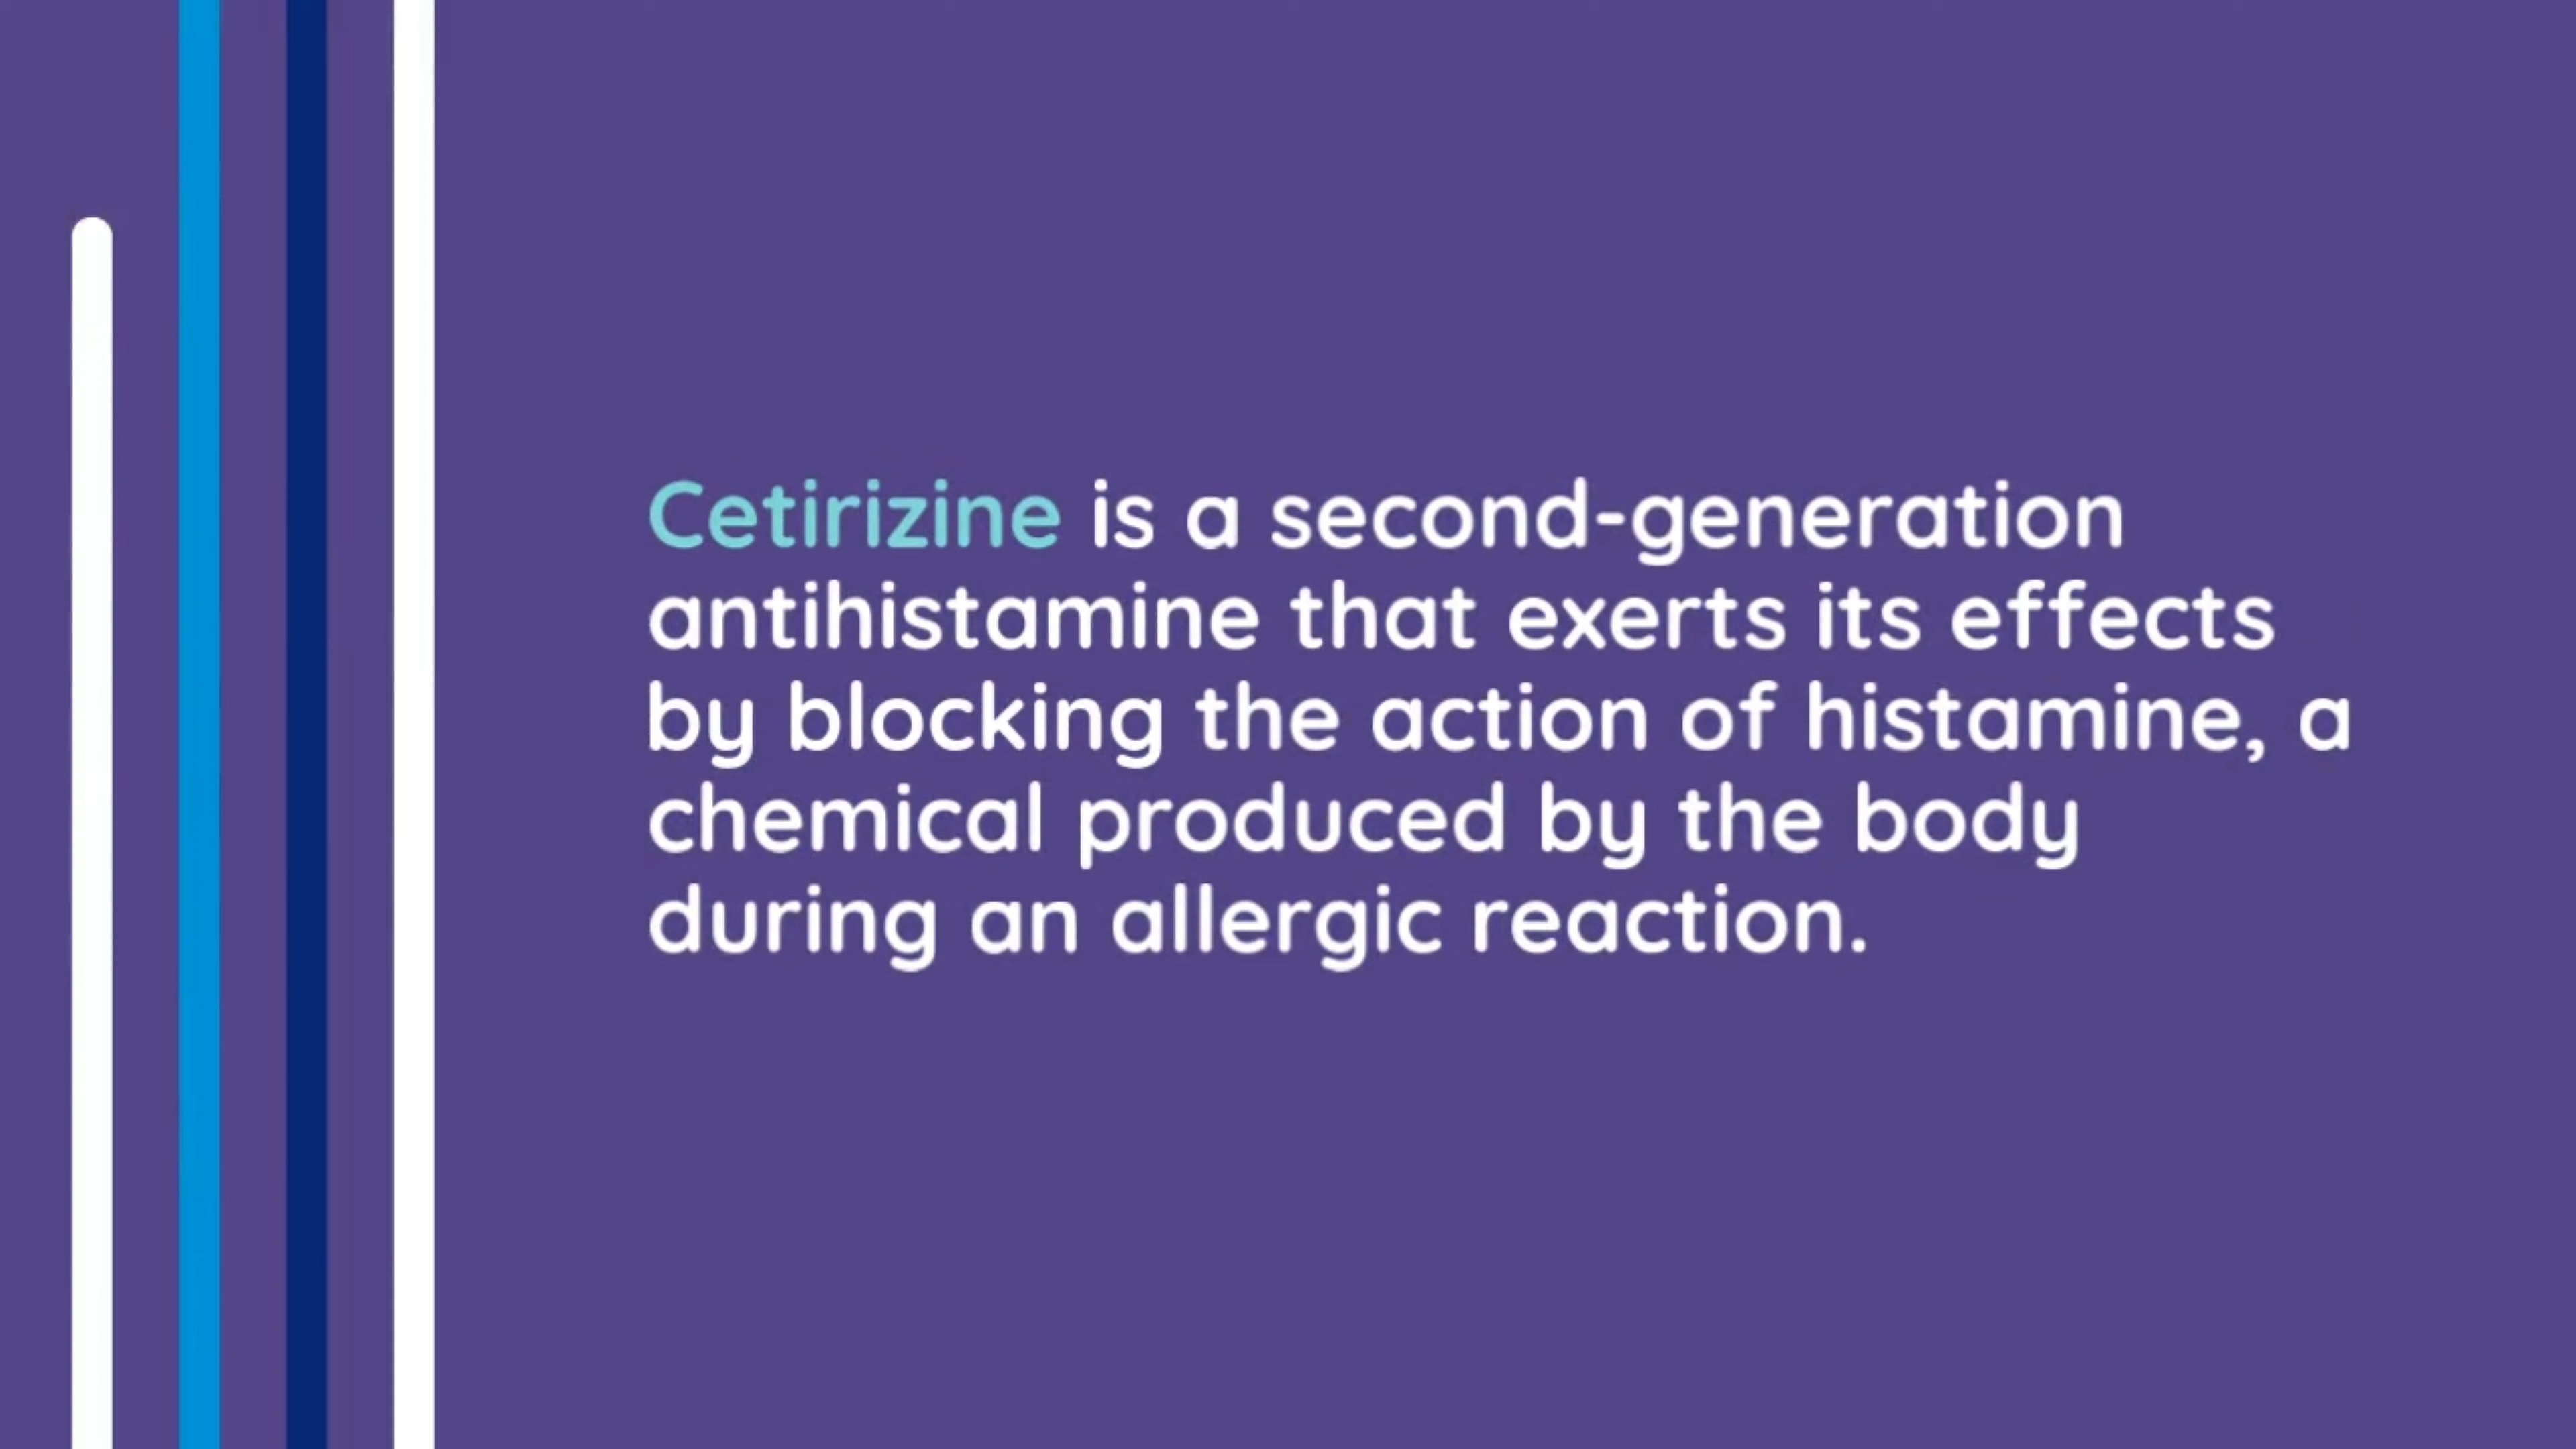 Cetirizine is a second-generation
antihistamine that exerts its effects
by blocking the action of histamine, a
chemical produced by the body
during an allergic reaction.